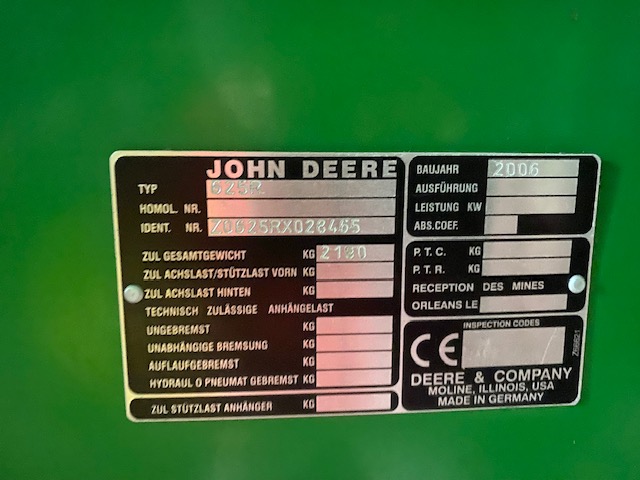 JOHN DEERE
TYP 625R
HOMOL. NR.
IDENT. NR.
ZUL GESAMTGEWICHT KG 2190
ZUL ACHSLAST/STÜTZLAST VORN KG
ZUL ACHSLAST HINTEN KG
TECHNISCH ZULÄSSIGE ANHÄNGELAST
UNGEBREMST KG
UNABHÄNGIGE BREMSUNG KG
AUFLAUFGEBREMST KG
HYDRAUL O PNEUMAT GEBREMST KG
ZUL STÜTZLAST ANHÄNGER KG
BAUJAHR 2006
AUSFÜHRUNG
LEISTUNG KW
ABS.COEF.
P.T.C. KG
P.T.R. KG
RECEPTION DES MINES
ORLEANS LE
INSPECTION CODES
CE
Z66621
DEERE & COMPANY
MOLINE, ILLINOIS, USA
MADE IN GERMANY